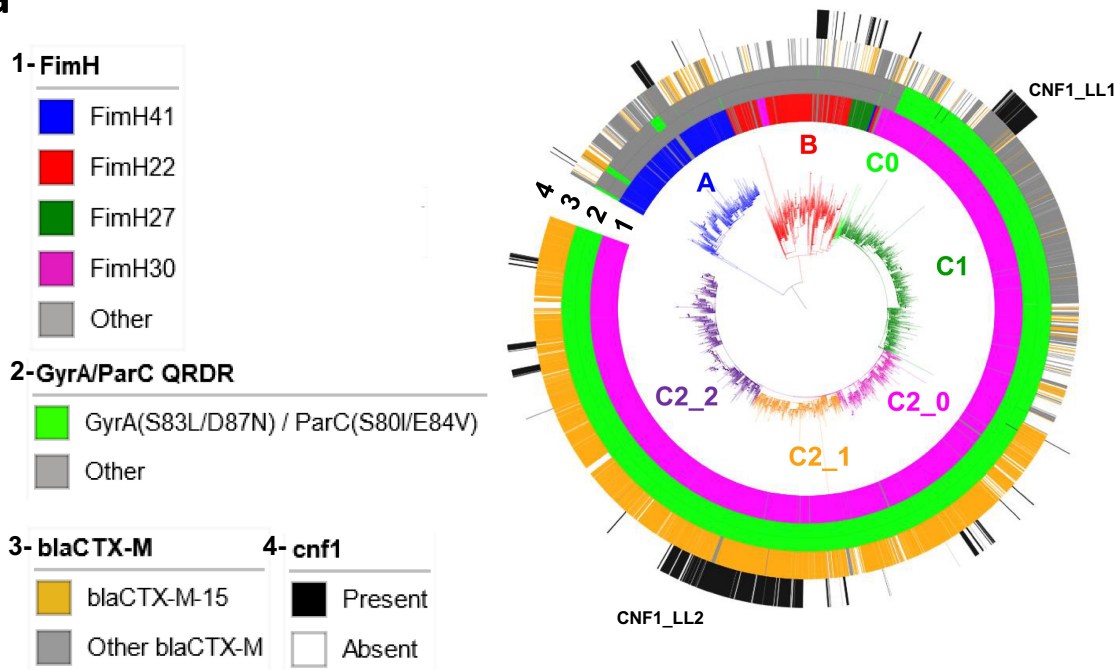 1- FimH
FimH41
FimH22
FimH27
FimH30
Other
2-GyrA/ParC QRDR
GyrA(S83L/D87N) / ParC(S80I/E84V)
Other
3- blaCTX-M
blaCTX-M-15
Other blaCTX-M
4- cnf1
Present
Absent
4
3
2
1
A
B
C0
C1
C2_0
C2_1
C2_2
CNF1_LL1
CNF1_LL2